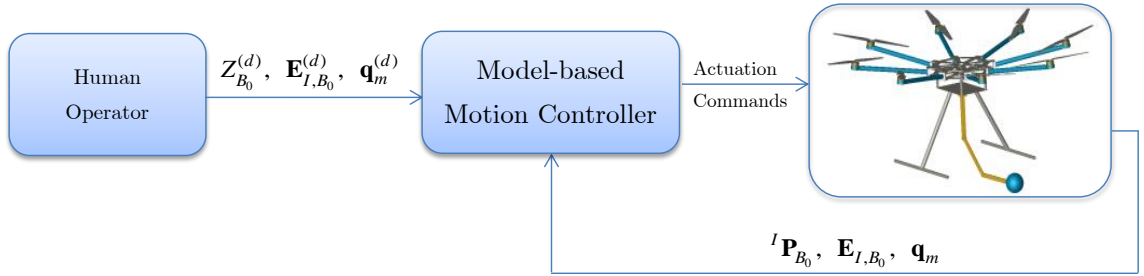 Human
Operator
Z_{B_0}^{(d)}, E_{I,B_0}^{(d)}, q_m^{(d)}
Model-based
Motion Controller
Actuation
Commands
^I P_{B_0}, E_{I,B_0}, q_m